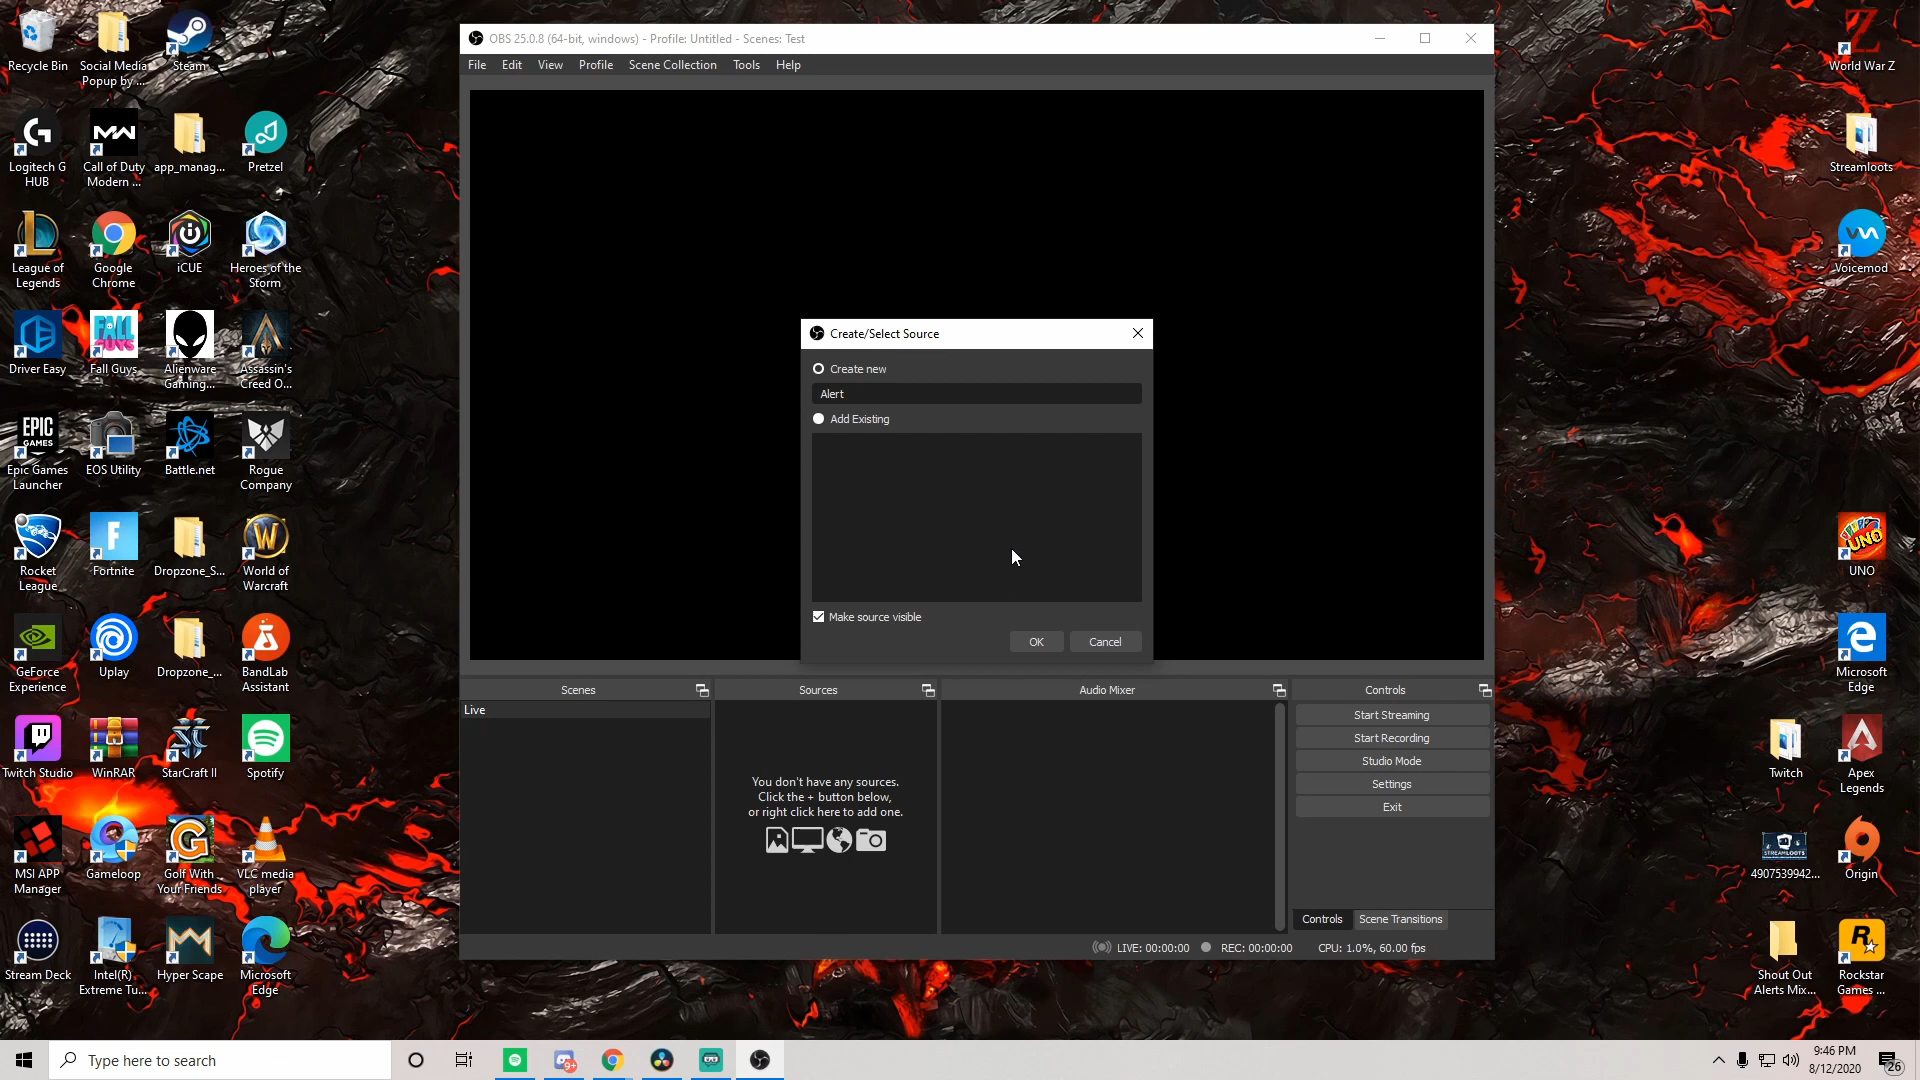 Recycle Bin
Social Media
Popup by ...
Steam
Logitech G
HUB
Call of Duty
Modern ...
app_manag...
Pretzel
League of
Legends
Google
Chrome
iCUE
Heroes of the
Storm
Driver Easy
Fall Guys
Alienware
Gaming...
Assassin's
Creed O...
EPIC
GAMES
Epic Games
Launcher
EOS Utility
Battle.net
Rogue
Company
Rocket
League
Fortnite
Dropzone_S...
World of
Warcraft
GeForce
Experience
Uplay
Dropzone_...
BandLab
Assistant
Twitch Studio
WinRAR
StarCraft II
Spotify
MSI APP
Manager
Gameloop
Golf With
Your Friends
VLC media
player
Stream Deck
Intel(R)
Extreme Tu...
Hyper Scape
Microsoft
Edge
OBS 25.0.8 (64-bit, windows) - Profile: Untitled - Scenes: Test
File Edit View Profile Scene Collection Tools Help
Create/Select Source
Create new
Alert
Add Existing
Make source visible
OK
Cancel
Scenes
Live
Sources
You don't have any sources.
Click the + button below,
or right click here to add one.
Audio Mixer
Controls
Start Streaming
Start Recording
Studio Mode
Settings
Exit
Controls
Scene Transitions
LIVE: 00:00:00
REC: 00:00:00
CPU: 1.0%, 60.00 fps
World War Z
Streamloots
Voicemod
UNO
UNO
Microsoft
Edge
Twitch
Apex
Legends
STREAMLOOTS
4907539942...
Origin
Shout Out
Alerts Mix...
Rockstar
Games ...
Type here to search
9+
9:46 PM
8/12/2020
26